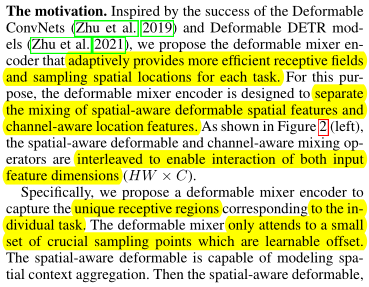 The motivation. Inspired by the success of the Deformable
ConvNets (Zhu et al. 2019) and Deformable DETR mod-
els (Zhu et al. 2021), we propose the deformable mixer en-
coder that adaptively provides more efficient receptive fields
and sampling spatial locations for each task. For this pur-
pose, the deformable mixer encoder is designed to separate
the mixing of spatial-aware deformable spatial features and
channel-aware location features. As shown in Figure 2 (left),
the spatial-aware deformable and channel-aware mixing op-
erators are interleaved to enable interaction of both input
feature dimensions (HW × C).
Specifically, we propose a deformable mixer encoder to
capture the unique receptive regions corresponding to the in-
dividual task. The deformable mixer only attends to a small
set of crucial sampling points which are learnable offset.
The spatial-aware deformable is capable of modeling spa-
tial context aggregation. Then the spatial-aware deformable,